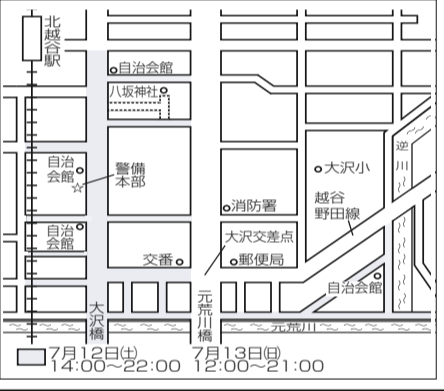 北越谷駅
自治会館
八坂神社
自治
会館
警備
本部
大沢小
逆川
越谷
野田線
消防署
自治
会館
大沢交差点
交番
郵便局
自治会館
大沢橋
元荒川橋
元荒川
7月12日(土) 7月13日(日)
14:00〜22:00 12:00〜21:00